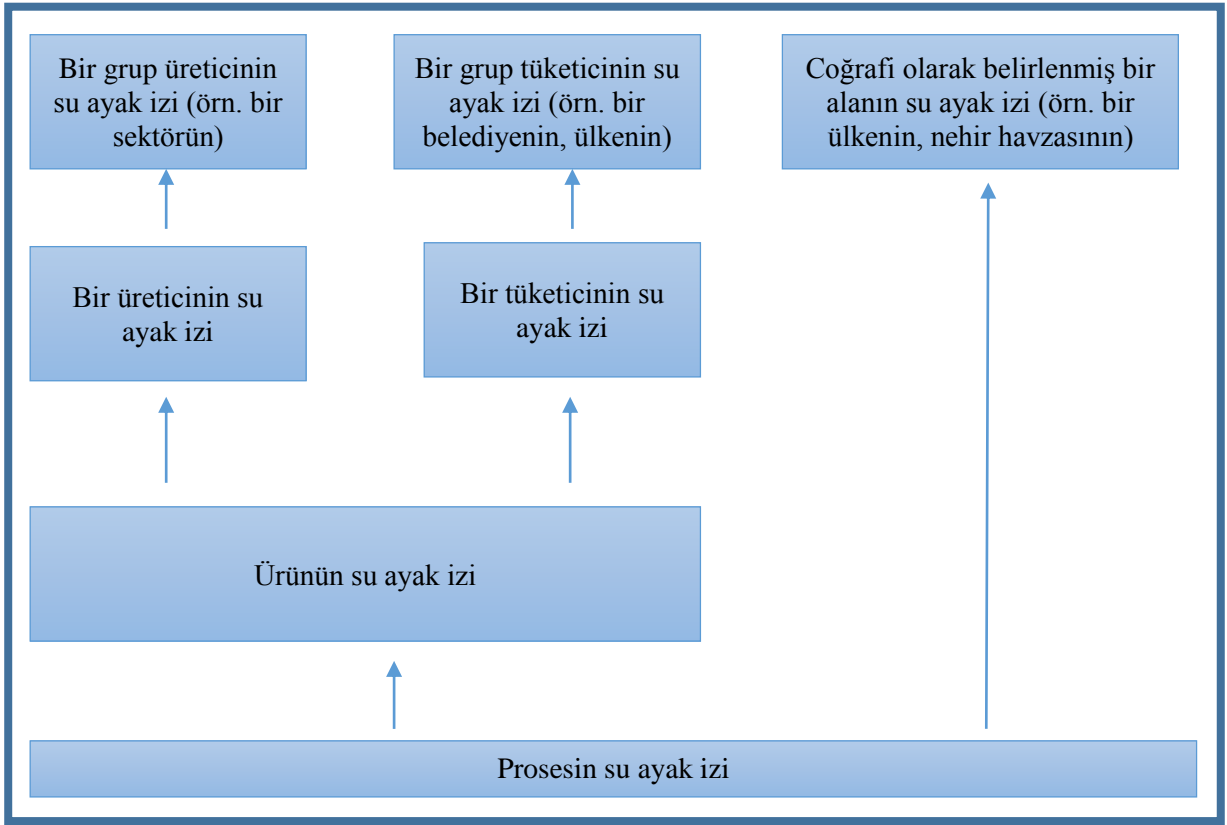 Bir grup üreticinin
su ayak izi (örn. bir
sektörün)
Bir grup tüketicinin su
ayak izi (örn. bir
belediyenin, ülkenin)
Coğrafi olarak belirlenmiş bir
alanın su ayak izi (örn. bir
ülkenin, nehir havzasının)
Bir üreticinin su
ayak izi
Bir tüketicinin su
ayak izi
Ürünün su ayak izi
Prosesin su ayak izi